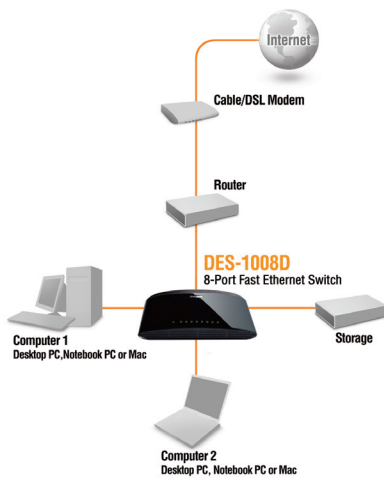 Internet
Cable/DSL Modem
Router
DES-1008D
8-Port Fast Ethernet Switch
Computer 1
Desktop PC,Notebook PC or Mac
Storage
Computer 2
Desktop PC, Notebook PC or Mac